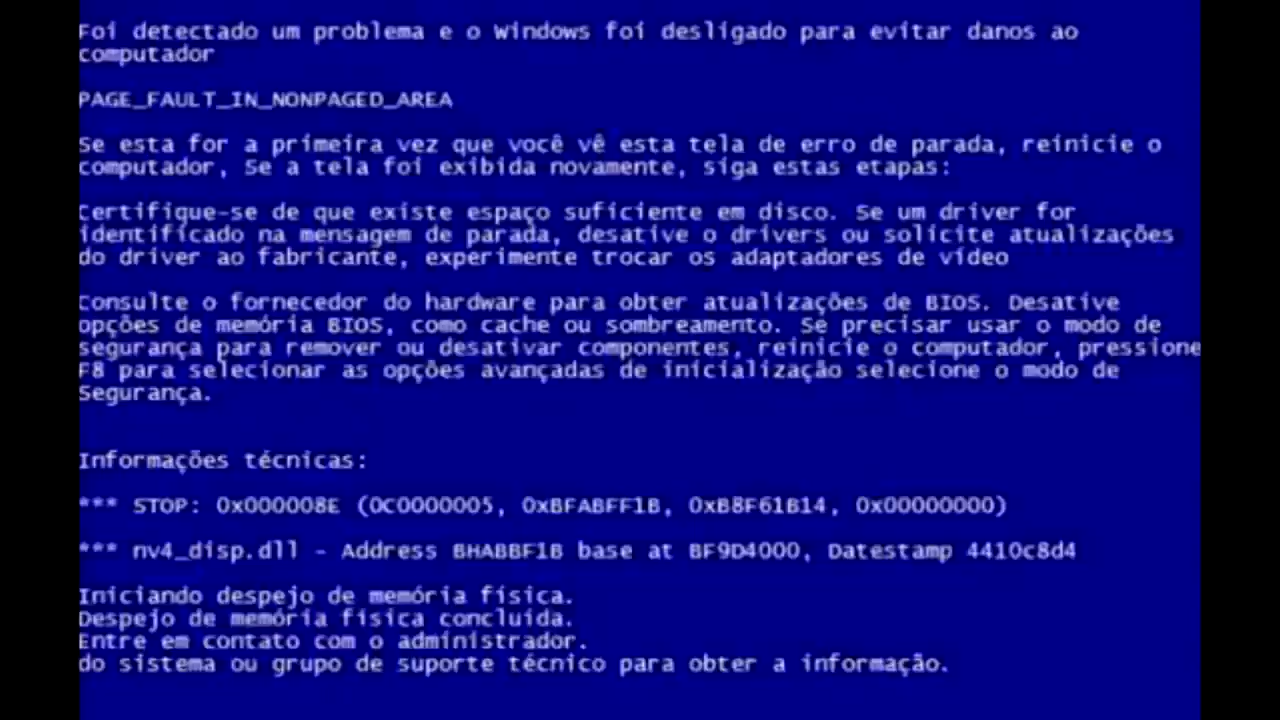 Foi detectado um problema e o Windows foi desligado para evitar danos ao
computador
PAGE_FAULT_IN_NONPAGED_AREA
Se esta for a primeira vez que você vê esta tela de erro de parada, reinicie o
computador, Se a tela foi exibida novamente, siga estas etapas:
Certifique-se de que existe espaço suficiente em disco. Se um driver for
identificado na mensagem de parada, desative o drivers ou solicite atualizações
do driver ao fabricante, experimente trocar os adaptadores de vídeo
Consulte o fornecedor do hardware para obter atualizações de BIOS. Desative
opções de memória BIOS, como cache ou sombreamento. Se precisar usar o modo de
segurança para remover ou desativar componentes, reinicie o computador, pressione
F8 para selecionar as opções avançadas de inicialização selecione o modo de
Segurança.
Informações técnicas:
*** STOP: 0x000008E (0C0000005, 0xBFABFF1B, 0xB8F61B14, 0x00000000)
*** nv4_disp.dll - Address BHABBF1B base at BF9D4000, Datestamp 4410c8d4
Iniciando despejo de memória física.
Despejo de memória física concluída.
Entre em contato com o administrador.
do sistema ou grupo de suporte técnico para obter a informação.